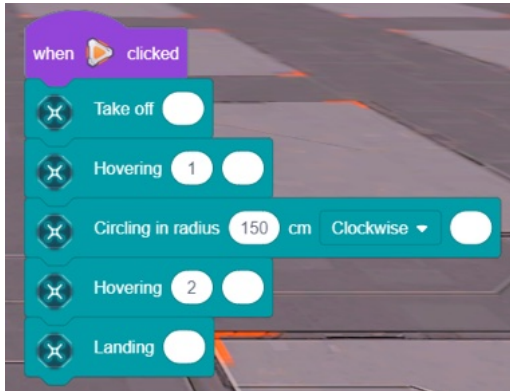 when clicked
Take off
Hovering 1
Circling in radius 150 cm Clockwise
Hovering 2
Landing